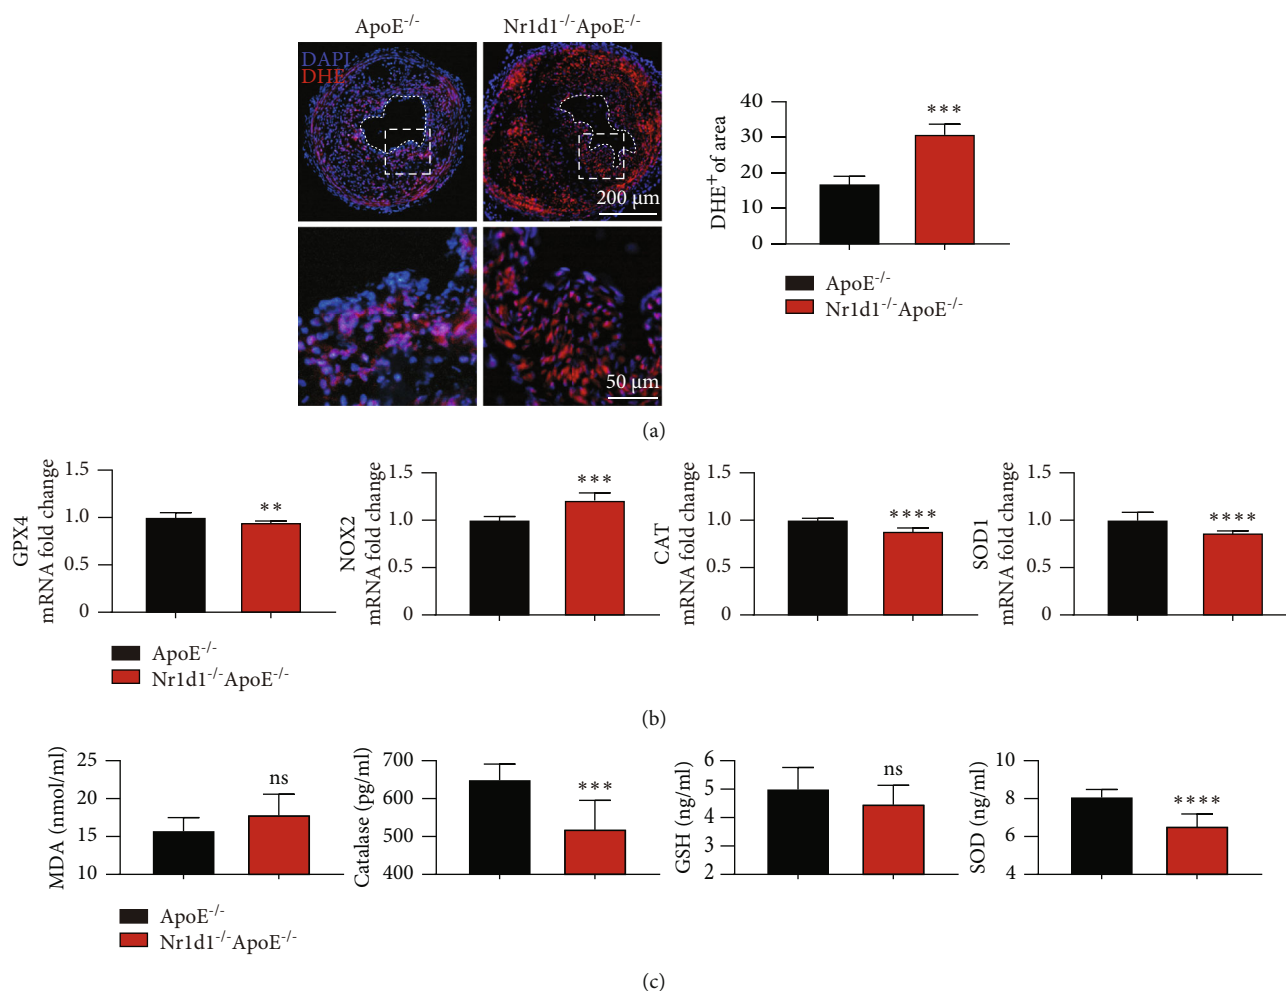 ApoE-/-
Nr1d1-/-ApoE-/-
DAPI
DHE
200 µm
50 µm
DHE+ of area
40
30
20
10
0
***
ApoE-/-
Nr1d1-/-ApoE-/-
(a)
GPX4
mRNA fold change
1.5
1.0
0.5
0
**
NOX2
mRNA fold change
1.5
1.0
0.5
0
***
CAT
mRNA fold change
1.5
1.0
0.5
0
****
SOD1
mRNA fold change
1.5
1.0
0.5
0
****
ApoE-/-
Nr1d1-/-ApoE-/-
(b)
MDA (nmol/ml)
25
20
15
10
ns
Catalase (pg/ml)
700
600
500
400
***
GSH (ng/ml)
6
5
4
3
2
ns
SOD (ng/ml)
10
8
6
4
****
ApoE-/-
Nr1d1-/-ApoE-/-
(c)